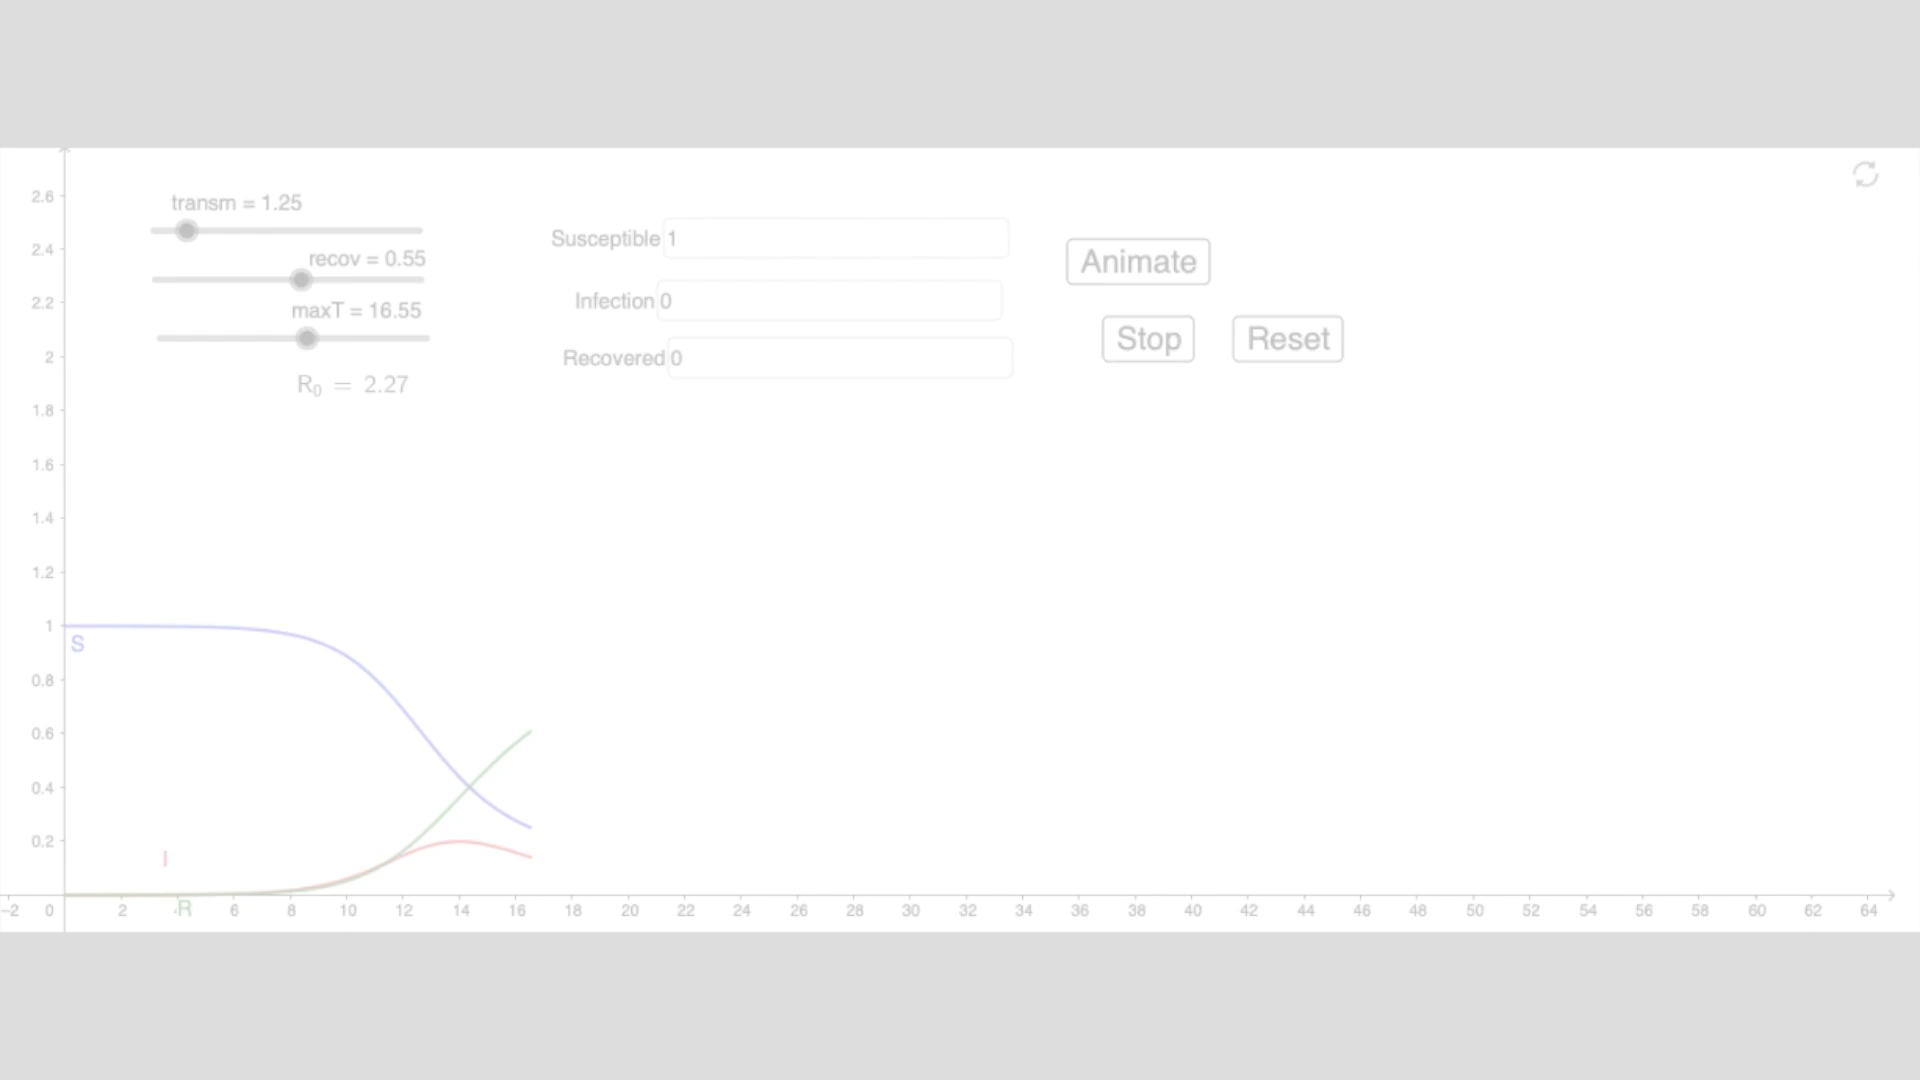 transm = 1.25
recov = 0.55
maxT = 16.55
R₀ = 2.27
Susceptible 1
Infection 0
Recovered 0
Animate
Stop
Reset
2.6
2.4
2.2
2
1.8
1.6
1.4
1.2
1
0.8
0.6
0.4
0.2
S
I
R
–2 0 2 6 8 10 12 14 16 18 20 22 24 26 28 30 32 34 36 38 40 42 44 46 48 50 52 54 56 58 60 62 64